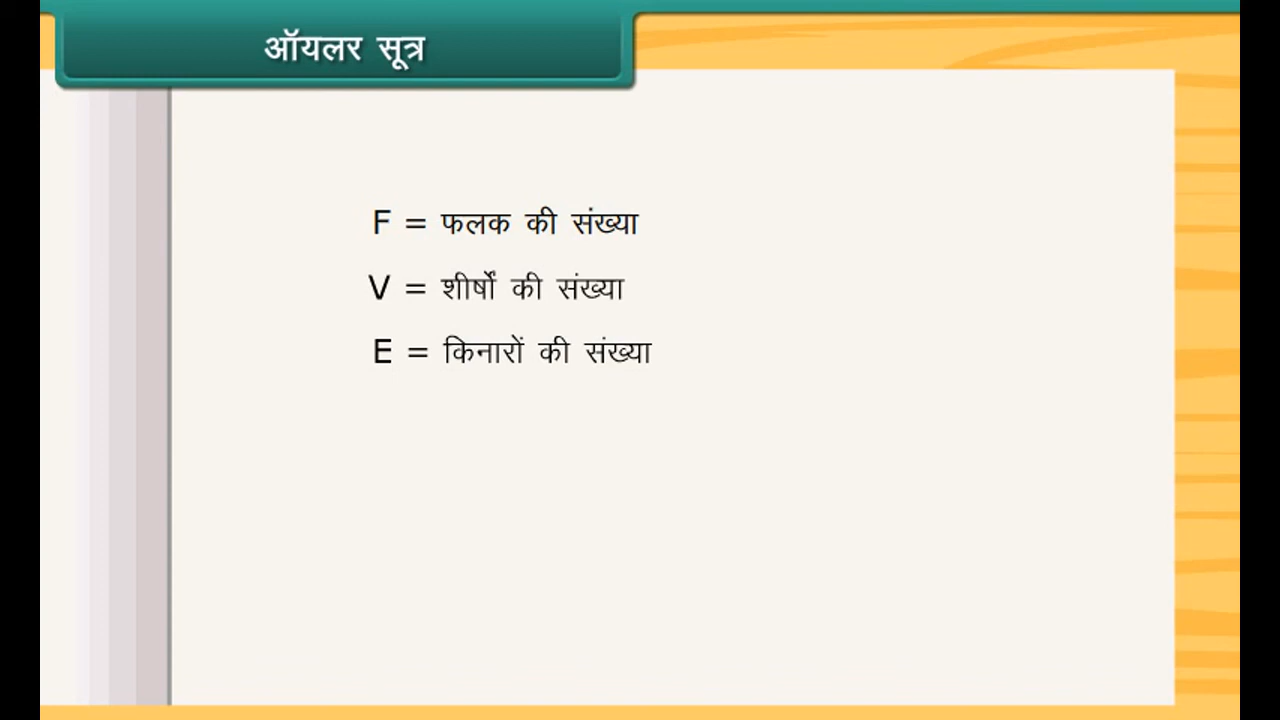 ऑयलर सूत्र
F = फलक की संख्या
V = शीर्षों की संख्या
E = किनारों की संख्या